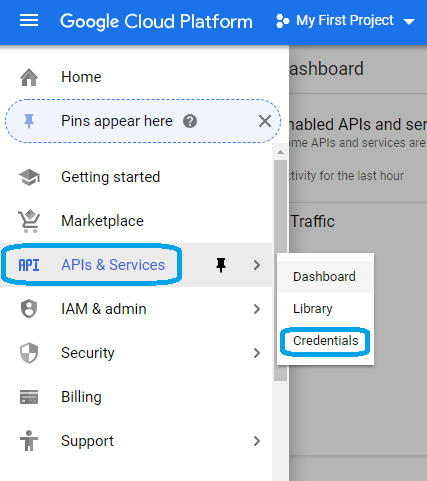 Google Cloud Platform
My First Project
Home
ashboard
Pins appear here
nabled APIs and ser
ome APIs and services are
Getting started
ctivity for the last hour
Marketplace
Traffic
API APIs & Services
Dashboard
IAM & admin
Library
Credentials
Security
Billing
Support